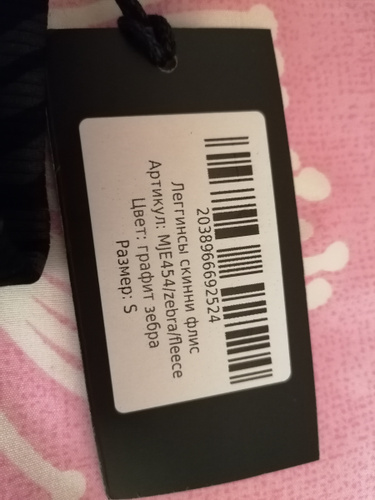 2038966692524
Леггинсы скинни флис
Артикул: MJE454/zebra/fleece
Цвет: графит зебра
Размер: S